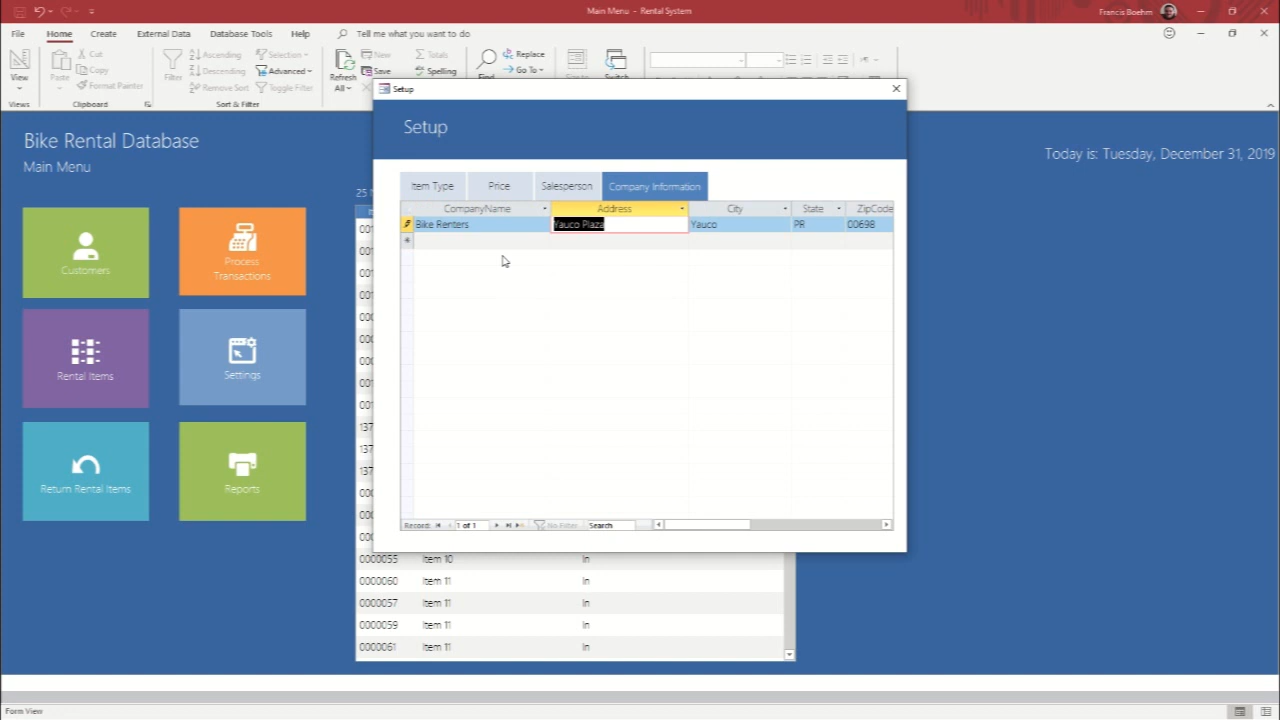 Main Menu - Rental System
Francis Boehm
File Home Create External Data Database Tools Help Tell me what you want to do
View
Views
Paste
Cut
Copy
Format Painter
Clipboard
Filter
Ascending
Descending
Remove Sort
Selection
Advanced
Toggle Filter
Sort & Filter
Refresh
All
New
Save
Totals
Spelling
Find
Replace
Go To
Bike Rental Database
Main Menu
Today is: Tuesday, December 31, 2019
Customers
Process
Transactions
Rental Items
Settings
Return Rental Items
Reports
Setup
Setup
Item Type Price Salesperson Company Information
CompanyName Address City State ZipCode
Bike Renters Yauco Plaza Yauco PR 00698
Record: 1 of 1 No Filter Search
0000055 Item 10 In
0000060 Item 11 In
0000057 Item 11 In
0000059 Item 11 In
0000061 Item 11 In
Form View